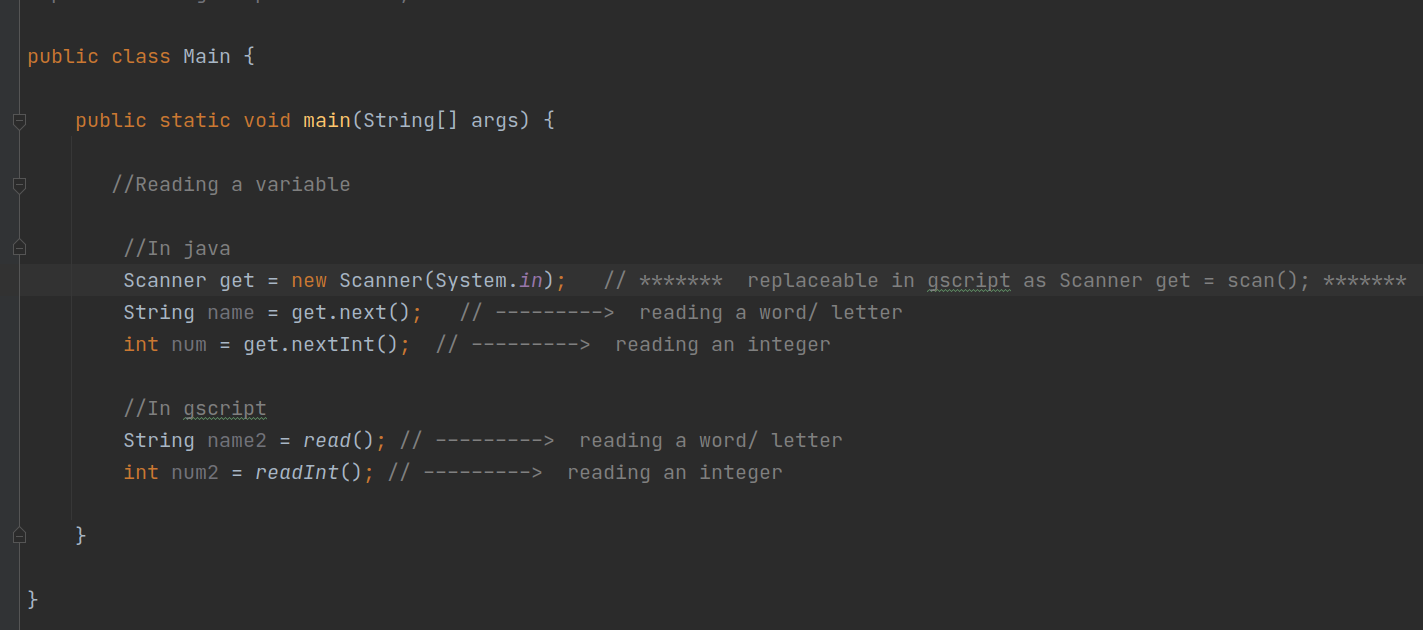 public class Main {
public static void main(String[] args) {
//Reading a variable
//In java
Scanner get = new Scanner(System.in);   // *******  replaceable in gscript as Scanner get = scan(); *******
String name = get.next();   // --------->  reading a word/ letter
int num = get.nextInt();  // --------->  reading an integer
//In gscript
String name2 = read(); // --------->  reading a word/ letter
int num2 = readInt(); // --------->  reading an integer
}
}